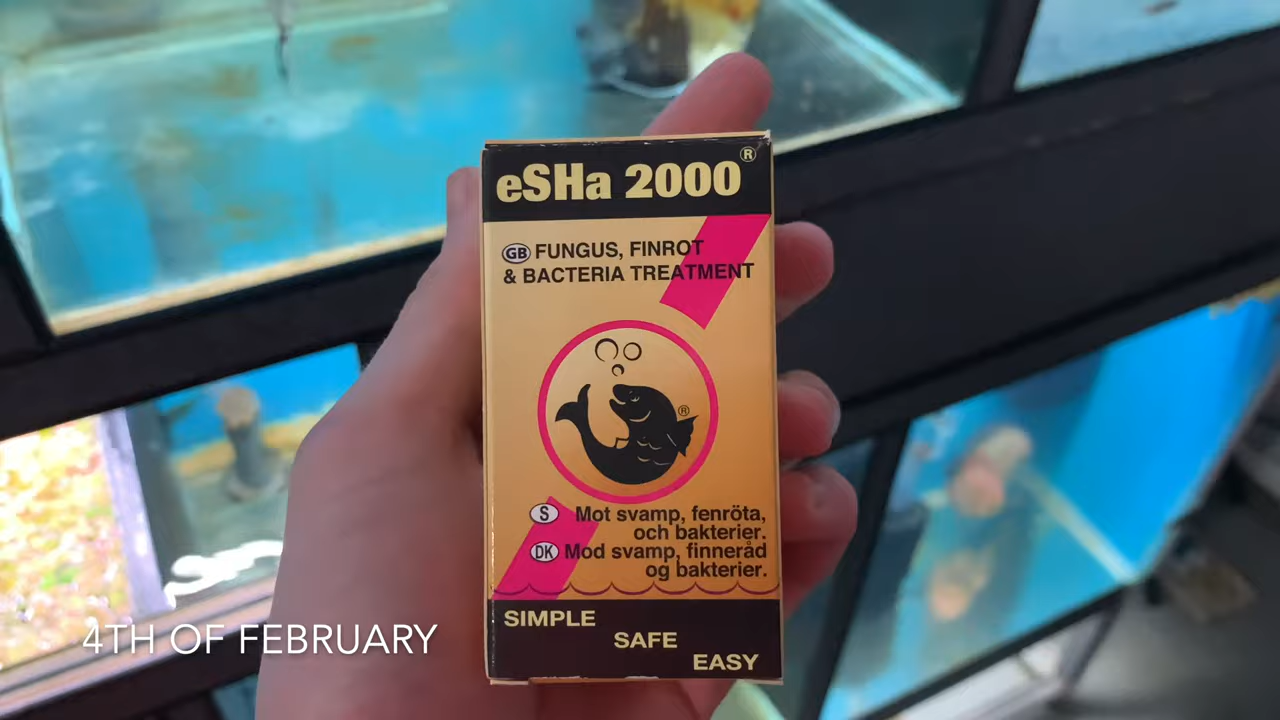 eSHa 2000®
GB FUNGUS, FINROT
& BACTERIA TREATMENT
®
S Mot svamp, fenröta,
och bakterier.
DK Mod svamp, finneråd
og bakterier.
SIMPLE
SAFE
EASY
4TH OF FEBRUARY